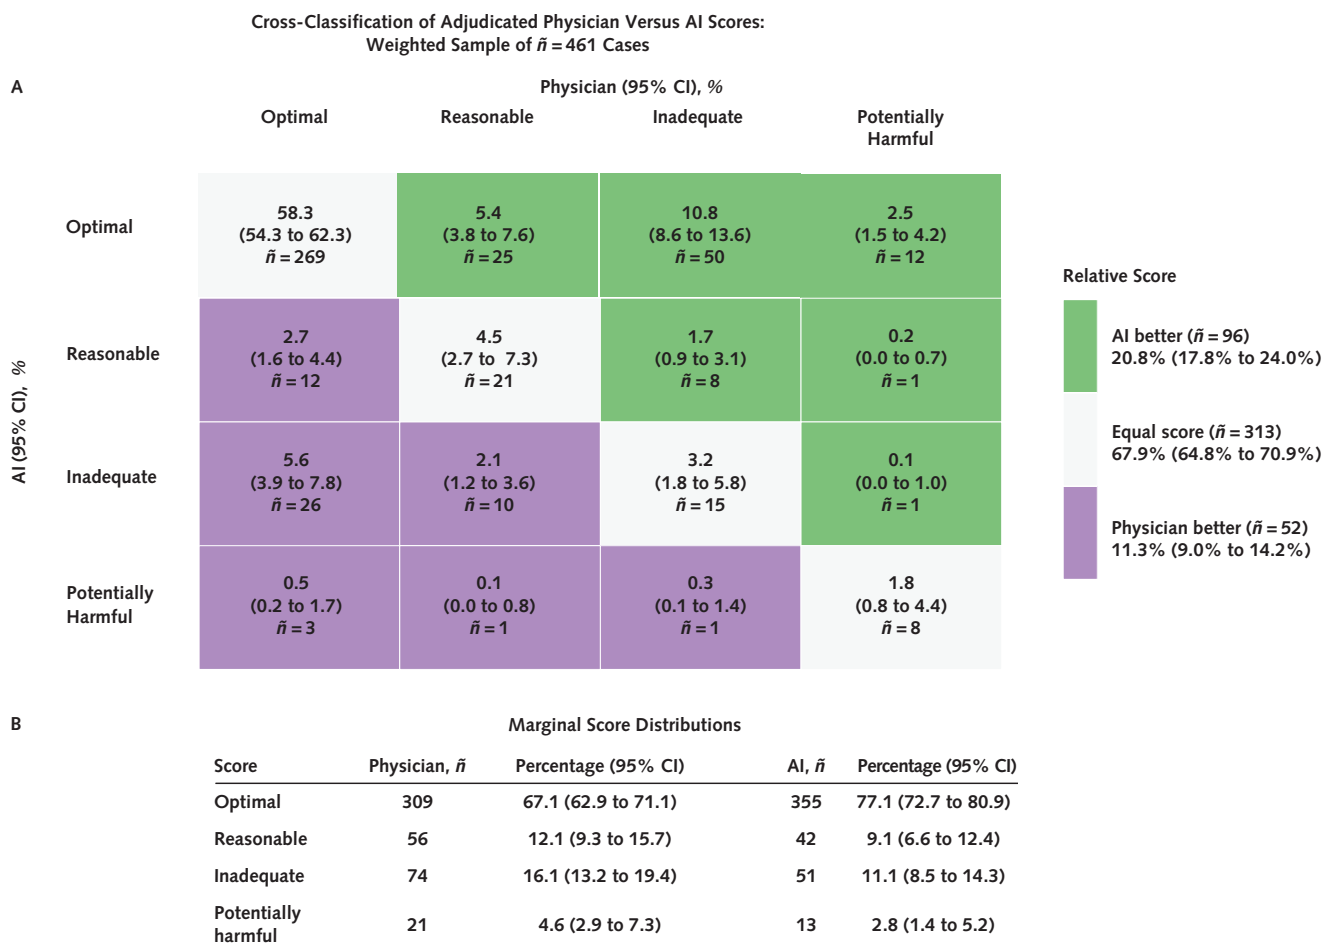 Cross-Classification of Adjudicated Physician Versus AI Scores:
Weighted Sample of ñ = 461 Cases
A
Physician (95% CI), %
Optimal
Reasonable
Inadequate
Potentially
Harmful
AI (95% CI), %
Optimal
58.3
(54.3 to 62.3)
ñ = 269
5.4
(3.8 to 7.6)
ñ = 25
10.8
(8.6 to 13.6)
ñ = 50
2.5
(1.5 to 4.2)
ñ = 12
Reasonable
2.7
(1.6 to 4.4)
ñ = 12
4.5
(2.7 to 7.3)
ñ = 21
1.7
(0.9 to 3.1)
ñ = 8
0.2
(0.0 to 0.7)
ñ = 1
Inadequate
5.6
(3.9 to 7.8)
ñ = 26
2.1
(1.2 to 3.6)
ñ = 10
3.2
(1.8 to 5.8)
ñ = 15
0.1
(0.0 to 1.0)
ñ = 1
Potentially
Harmful
0.5
(0.2 to 1.7)
ñ = 3
0.1
(0.0 to 0.8)
ñ = 1
0.3
(0.1 to 1.4)
ñ = 1
1.8
(0.8 to 4.4)
ñ = 8
Relative Score
AI better (ñ = 96)
20.8% (17.8% to 24.0%)
Equal score (ñ = 313)
67.9% (64.8% to 70.9%)
Physician better (ñ = 52)
11.3% (9.0% to 14.2%)
B
Marginal Score Distributions
Score Physician, ñ Percentage (95% CI) AI, ñ Percentage (95% CI)
Optimal 309 67.1 (62.9 to 71.1) 355 77.1 (72.7 to 80.9)
Reasonable 56 12.1 (9.3 to 15.7) 42 9.1 (6.6 to 12.4)
Inadequate 74 16.1 (13.2 to 19.4) 51 11.1 (8.5 to 14.3)
Potentially
harmful 21 4.6 (2.9 to 7.3) 13 2.8 (1.4 to 5.2)